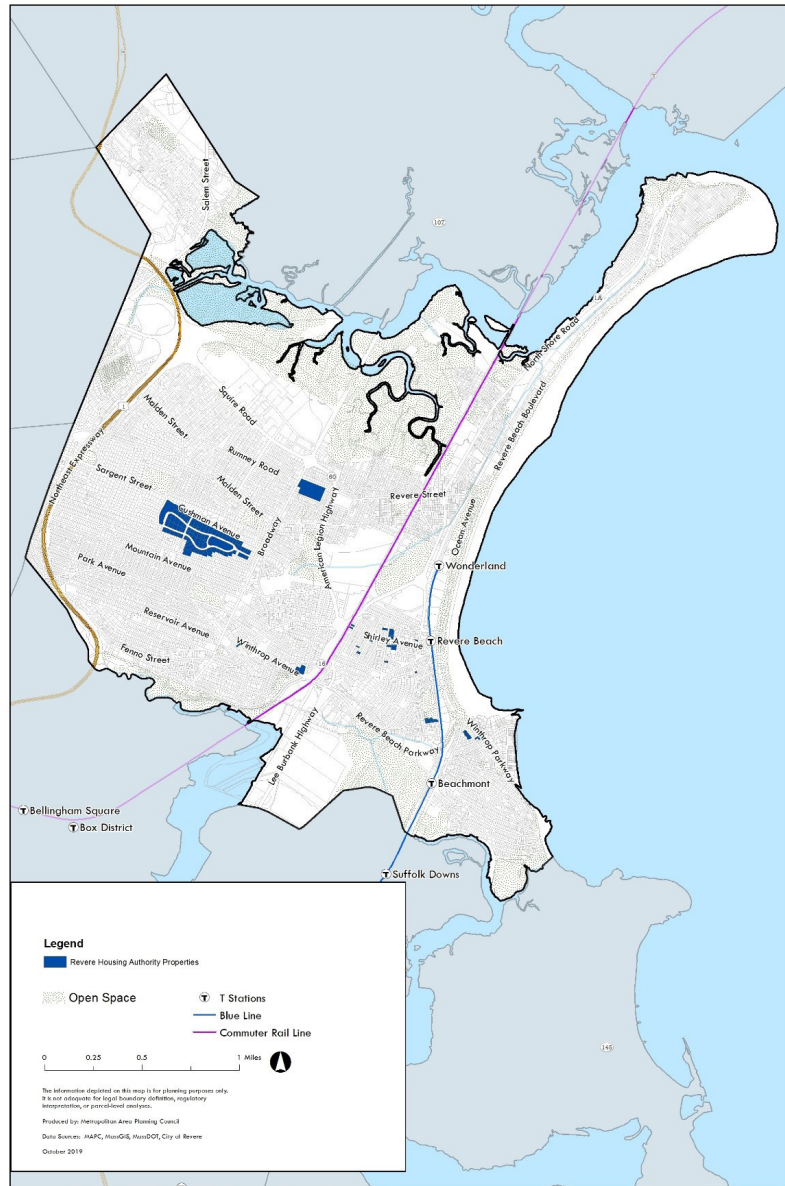 1
T
107
Salem Street
1A
North Shore Road
Squire Road
Revere Beach Boulevard
Malden Street
1
Rumney Road
Northeast Expressway
Sargent Street
Malden Street
60
Revere Street
Cushman Avenue
Broadway
American Legion Highway
Ocean Avenue
Mountain Avenue
T Wonderland
Park Avenue
Reservoir Avenue
Shirley Avenue
T Revere Beach
Fenno Street
Winthrop Avenue
16
Revere Beach Parkway
Winthrop Parkway
Lee Burbank Highway
T Beachmont
T Bellingham Square
T Box District
T Suffolk Downs
145
Legend
Revere Housing Authority Properties
Open Space
T T Stations
Blue Line
Commuter Rail Line
0 0.25 0.5 1 Miles
The information depicted on this map is for planning purposes only.
It is not adequate for legal boundary definition, regulatory
interpretation, or parcel-level analyses.
Produced by: Metropolitan Area Planning Council
Data Sources: MAPC, MassGIS, MassDOT, City of Revere
October 2019